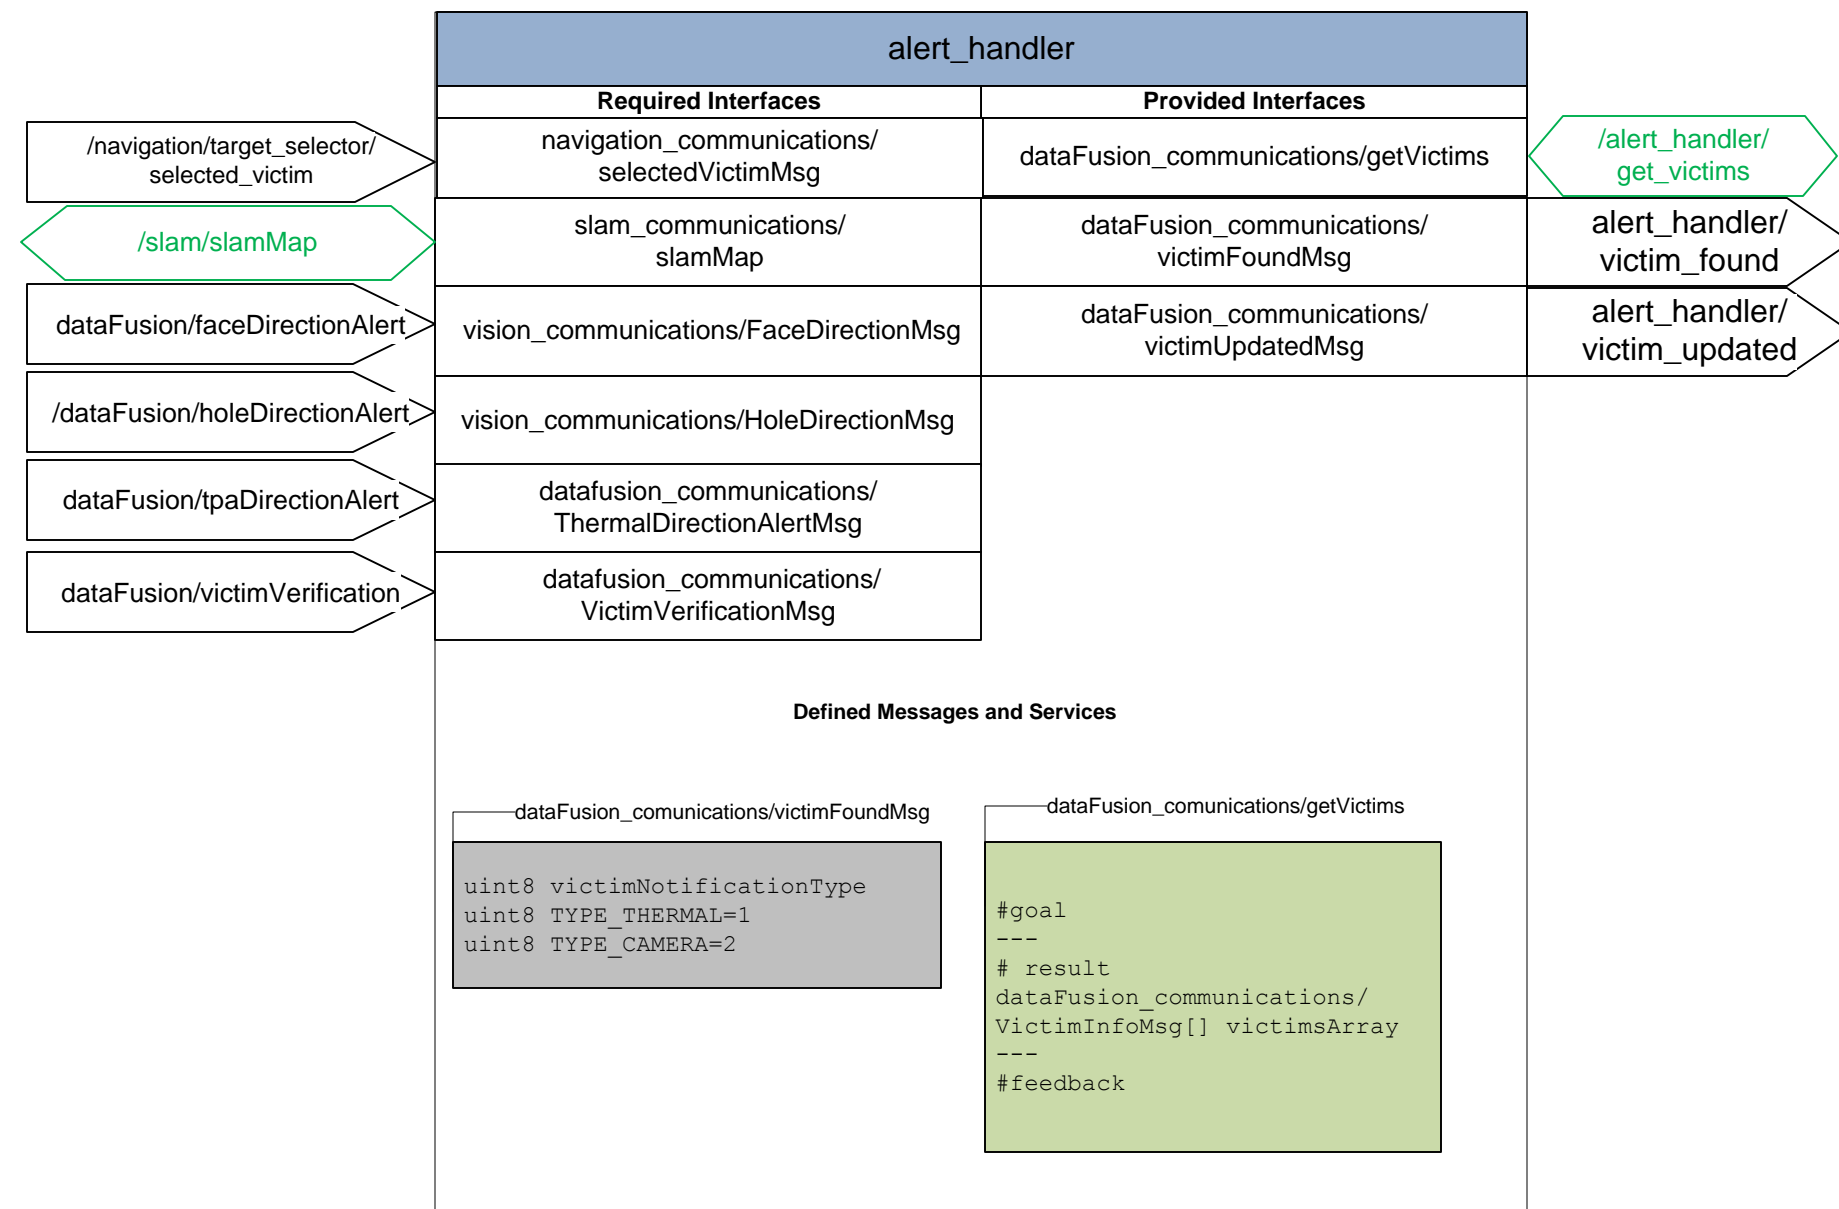 alert_handler
Required Interfaces
Provided Interfaces
/navigation/target_selector/
selected_victim
navigation_communications/
selectedVictimMsg
dataFusion_communications/getVictims
/alert_handler/
get_victims
/slam/slamMap
slam_communications/
slamMap
dataFusion_communications/
victimFoundMsg
alert_handler/
victim_found
dataFusion/faceDirectionAlert
vision_communications/FaceDirectionMsg
dataFusion_communications/
victimUpdatedMsg
alert_handler/
victim_updated
/dataFusion/holeDirectionAlert
vision_communications/HoleDirectionMsg
dataFusion/tpaDirectionAlert
datafusion_communications/
ThermalDirectionAlertMsg
dataFusion/victimVerification
datafusion_communications/
VictimVerificationMsg
Defined Messages and Services
dataFusion_comunications/victimFoundMsg
uint8 victimNotificationType
uint8 TYPE_THERMAL=1
uint8 TYPE_CAMERA=2
dataFusion_comunications/getVictims
#goal
---
# result
dataFusion_communications/
VictimInfoMsg[] victimsArray
---
#feedback